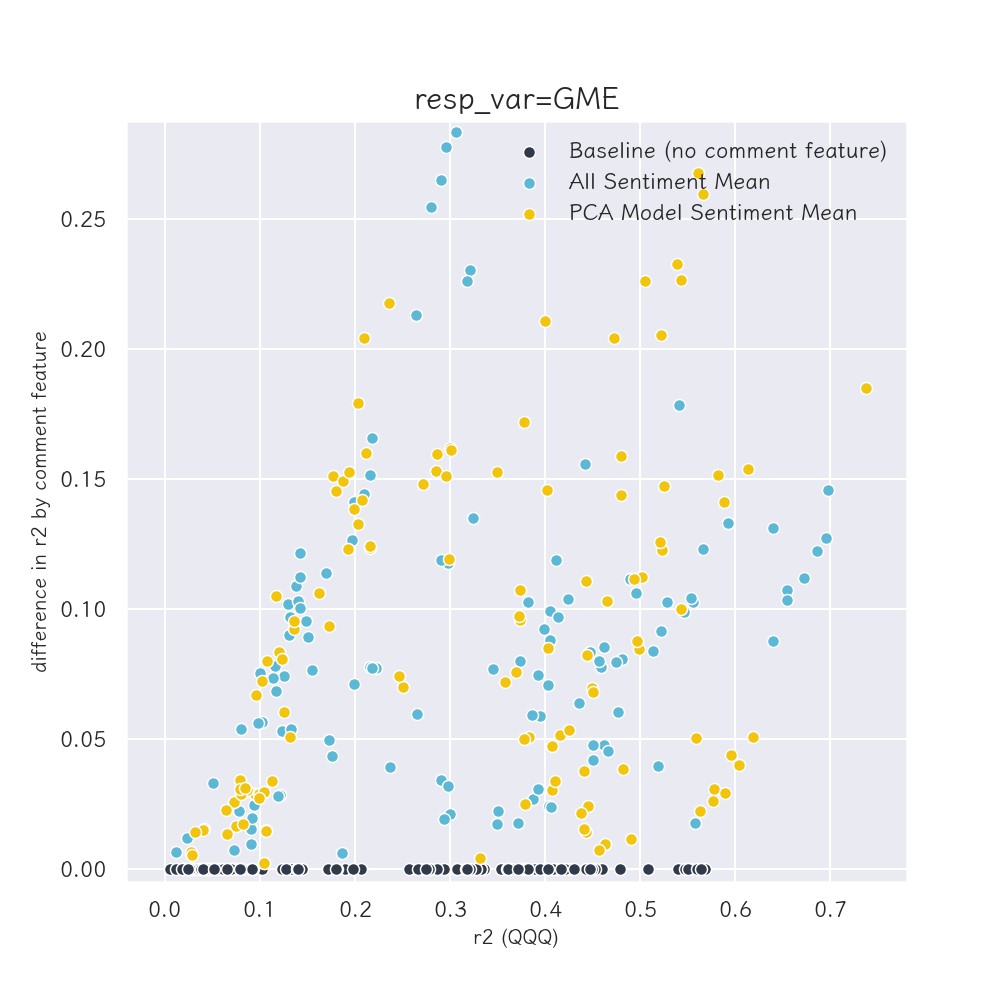 resp_var=GME
Baseline (no comment feature)
All Sentiment Mean
PCA Model Sentiment Mean
difference in r2 by comment feature
0.25
0.20
0.15
0.10
0.05
0.00
0.0 0.1 0.2 0.3 0.4 0.5 0.6 0.7
r2 (QQQ)